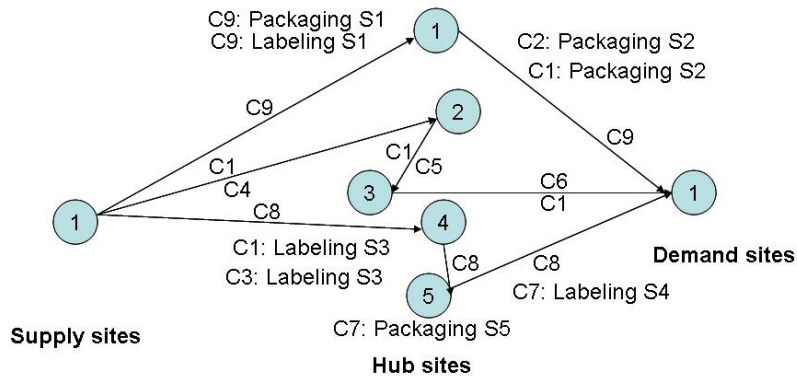 C9: Packaging S1
C9: Labeling S1
1
C2: Packaging S2
C1: Packaging S2
C9
2
C9
C1
C1
C5
C4
3
C6
1
C1
1
C8
4
C1: Labeling S3
C3: Labeling S3
C8
C8
Demand sites
5
C7: Labeling S4
C7: Packaging S5
Supply sites
Hub sites